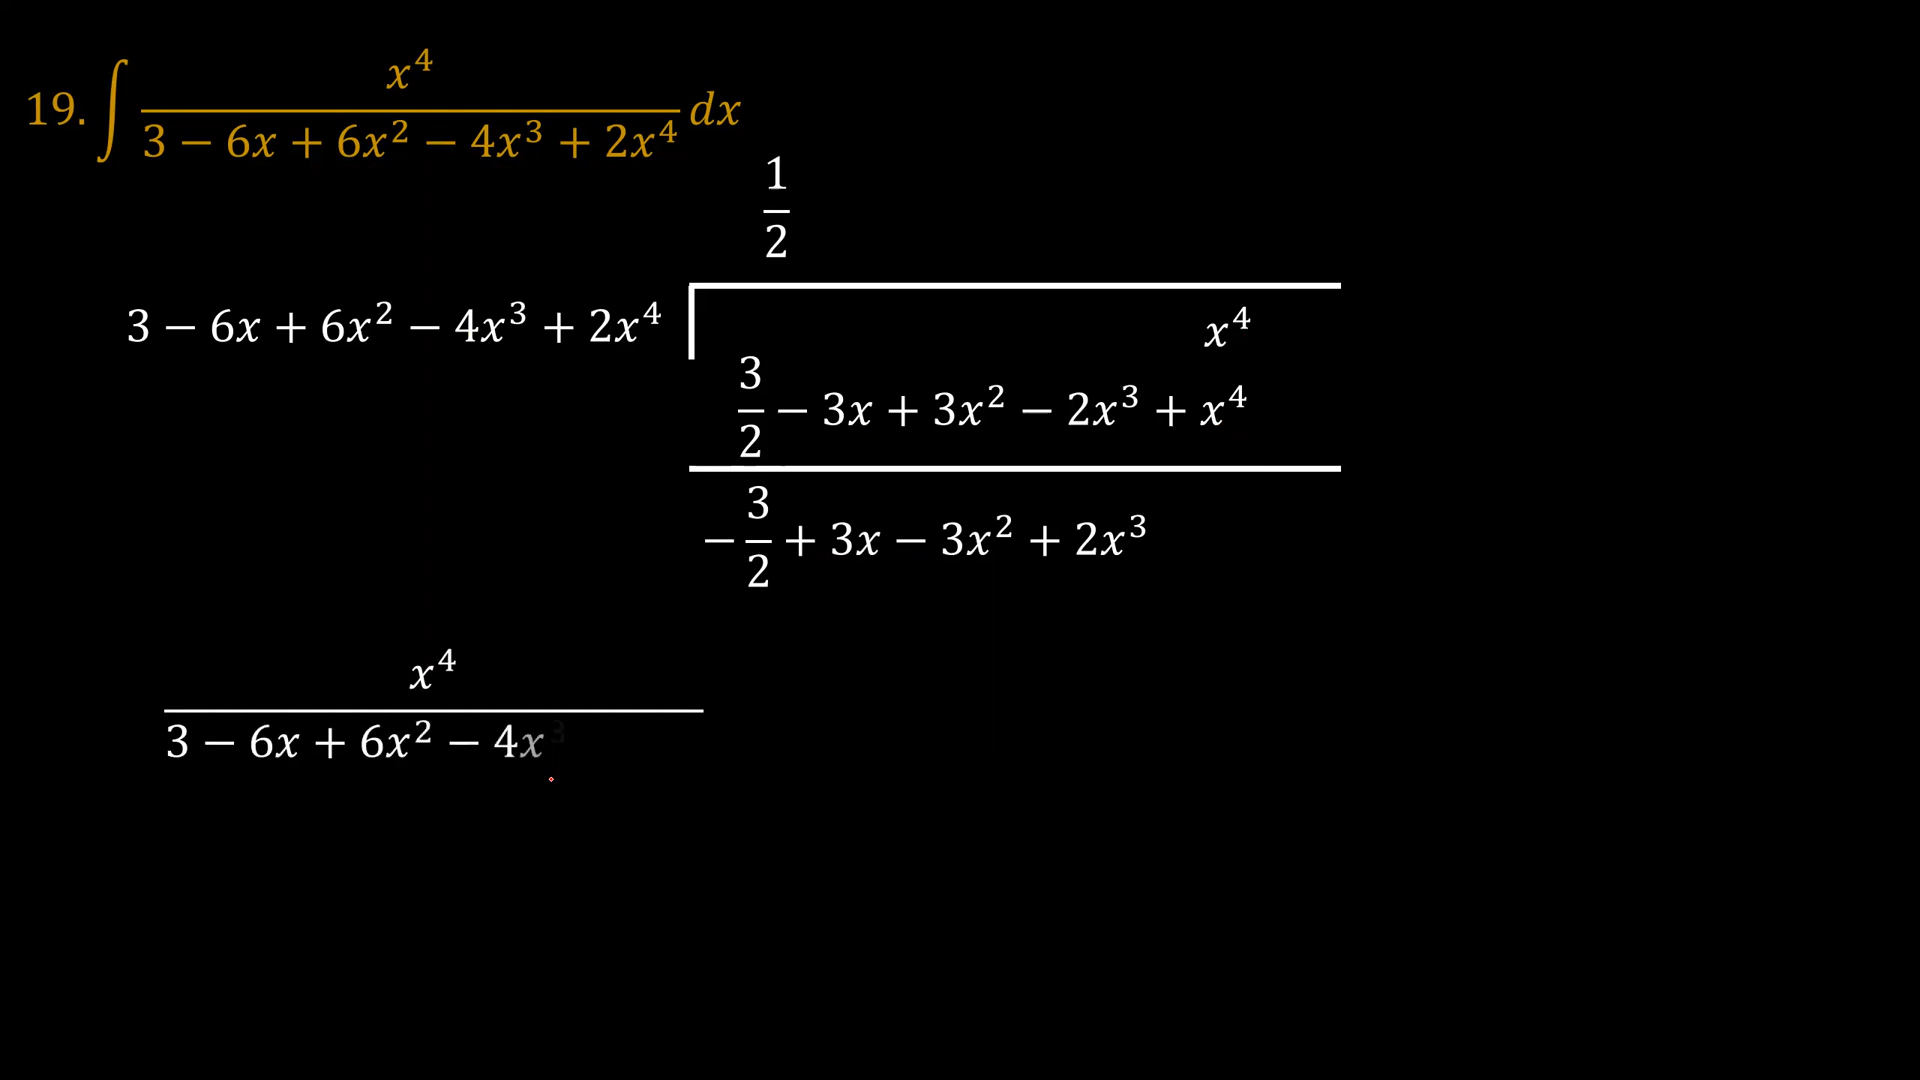 19. ∫ x⁴ / (3 − 6x + 6x² − 4x³ + 2x⁴) dx
1/2
3 − 6x + 6x² − 4x³ + 2x⁴
x⁴
3/2 − 3x + 3x² − 2x³ + x⁴
−3/2 + 3x − 3x² + 2x³
x⁴
3 − 6x + 6x² − 4x³